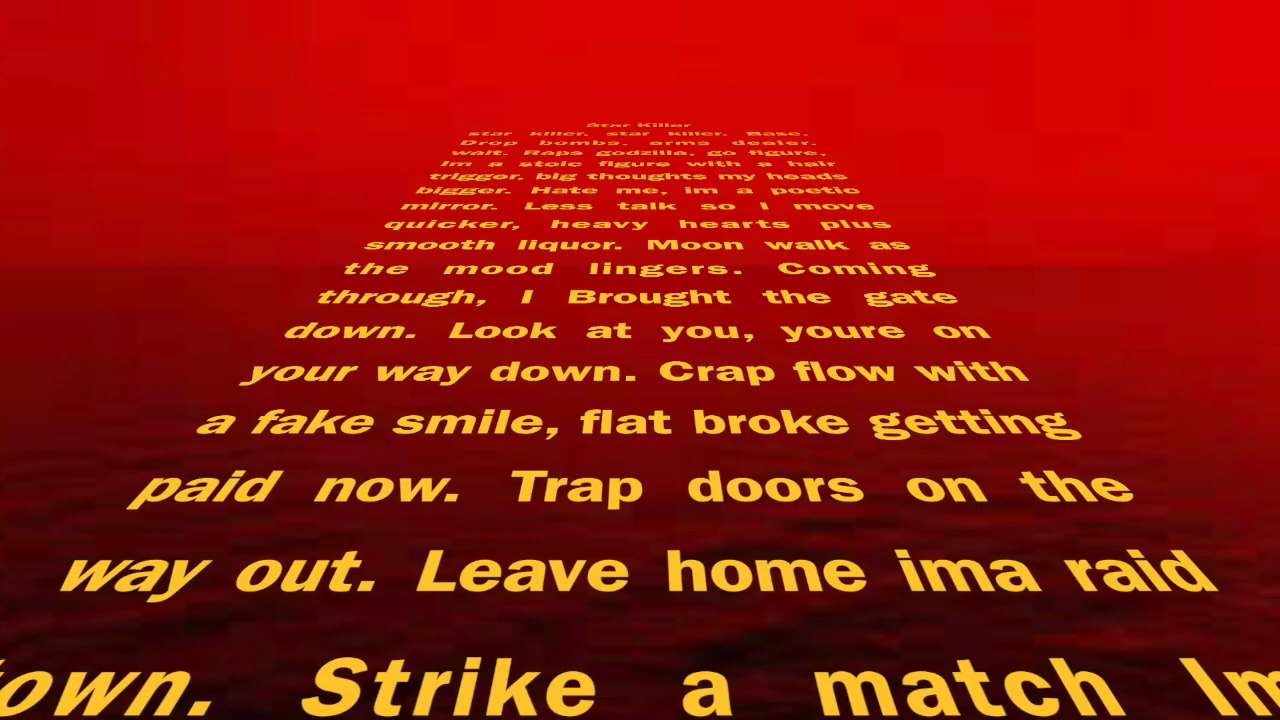 Star Killer
star killer. star killer. Base.
Drop bombs. arms dealer.
wait. Raps godzilla, go figure,
Im a stoic figure with a hair
trigger. big thoughts my heads
bigger. Hate me, im a poetic
mirror. Less talk so I move
quicker, heavy hearts plus
smooth liquor. Moon walk as
the mood lingers. Coming
through, I Brought the gate
down. Look at you, youre on
your way down. Crap flow with
a fake smile, flat broke getting
paid now. Trap doors on the
way out. Leave home ima raid
own. Strike a match Im